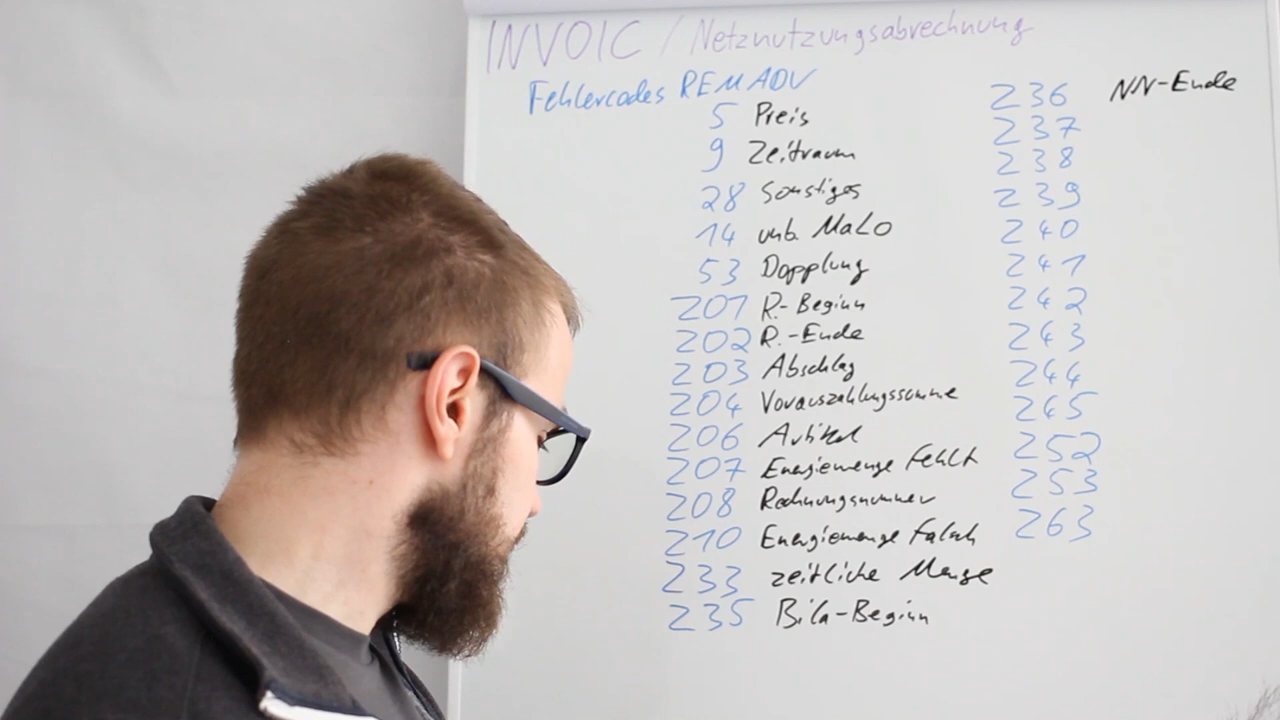 INVOIC / Netznutzungsabrechnung
Fehlercodes REMADV
5 Preis
9 Zeitraum
28 Sonstiges
14 unb. MaLo
53 Dopplung
Z01 R.-Beginn
Z02 R.-Ende
Z03 Abschlag
Z04 Vorauszahlungssumme
Z06 Artikel
Z07 Energiemenge fehlt
Z08 Rechnungsnummer
Z10 Energiemenge falsch
Z33 zeitliche Menge
Z35 Bila-Beginn
Z36 NN-Ende
Z37
Z38
Z39
Z40
Z41
Z42
Z43
Z44
Z45
Z52
Z53
Z63